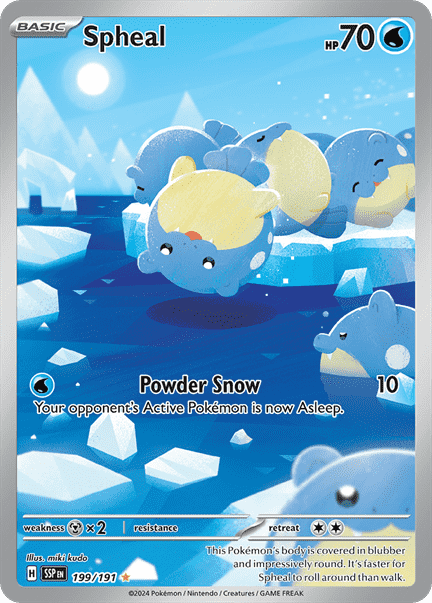 BASIC
Spheal
HP 70
Powder Snow 10
Your opponent's Active Pokémon is now Asleep.
weakness ×2 resistance retreat
Illus. miki kudo
H SSP EN 199/191
This Pokémon's body is covered in blubber
and impressively round. It's faster for
Spheal to roll around than walk.
©2024 Pokémon / Nintendo / Creatures / GAME FREAK